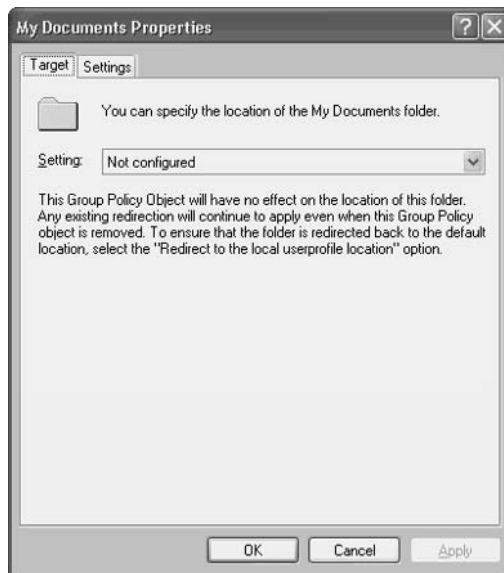 My Documents Properties
? X
Target Settings
You can specify the location of the My Documents folder.
Setting: Not configured
This Group Policy Object will have no effect on the location of this folder.
Any existing redirection will continue to apply even when this Group Policy
object is removed. To ensure that the folder is redirected back to the default
location, select the "Redirect to the local userprofile location" option.
OK Cancel Apply